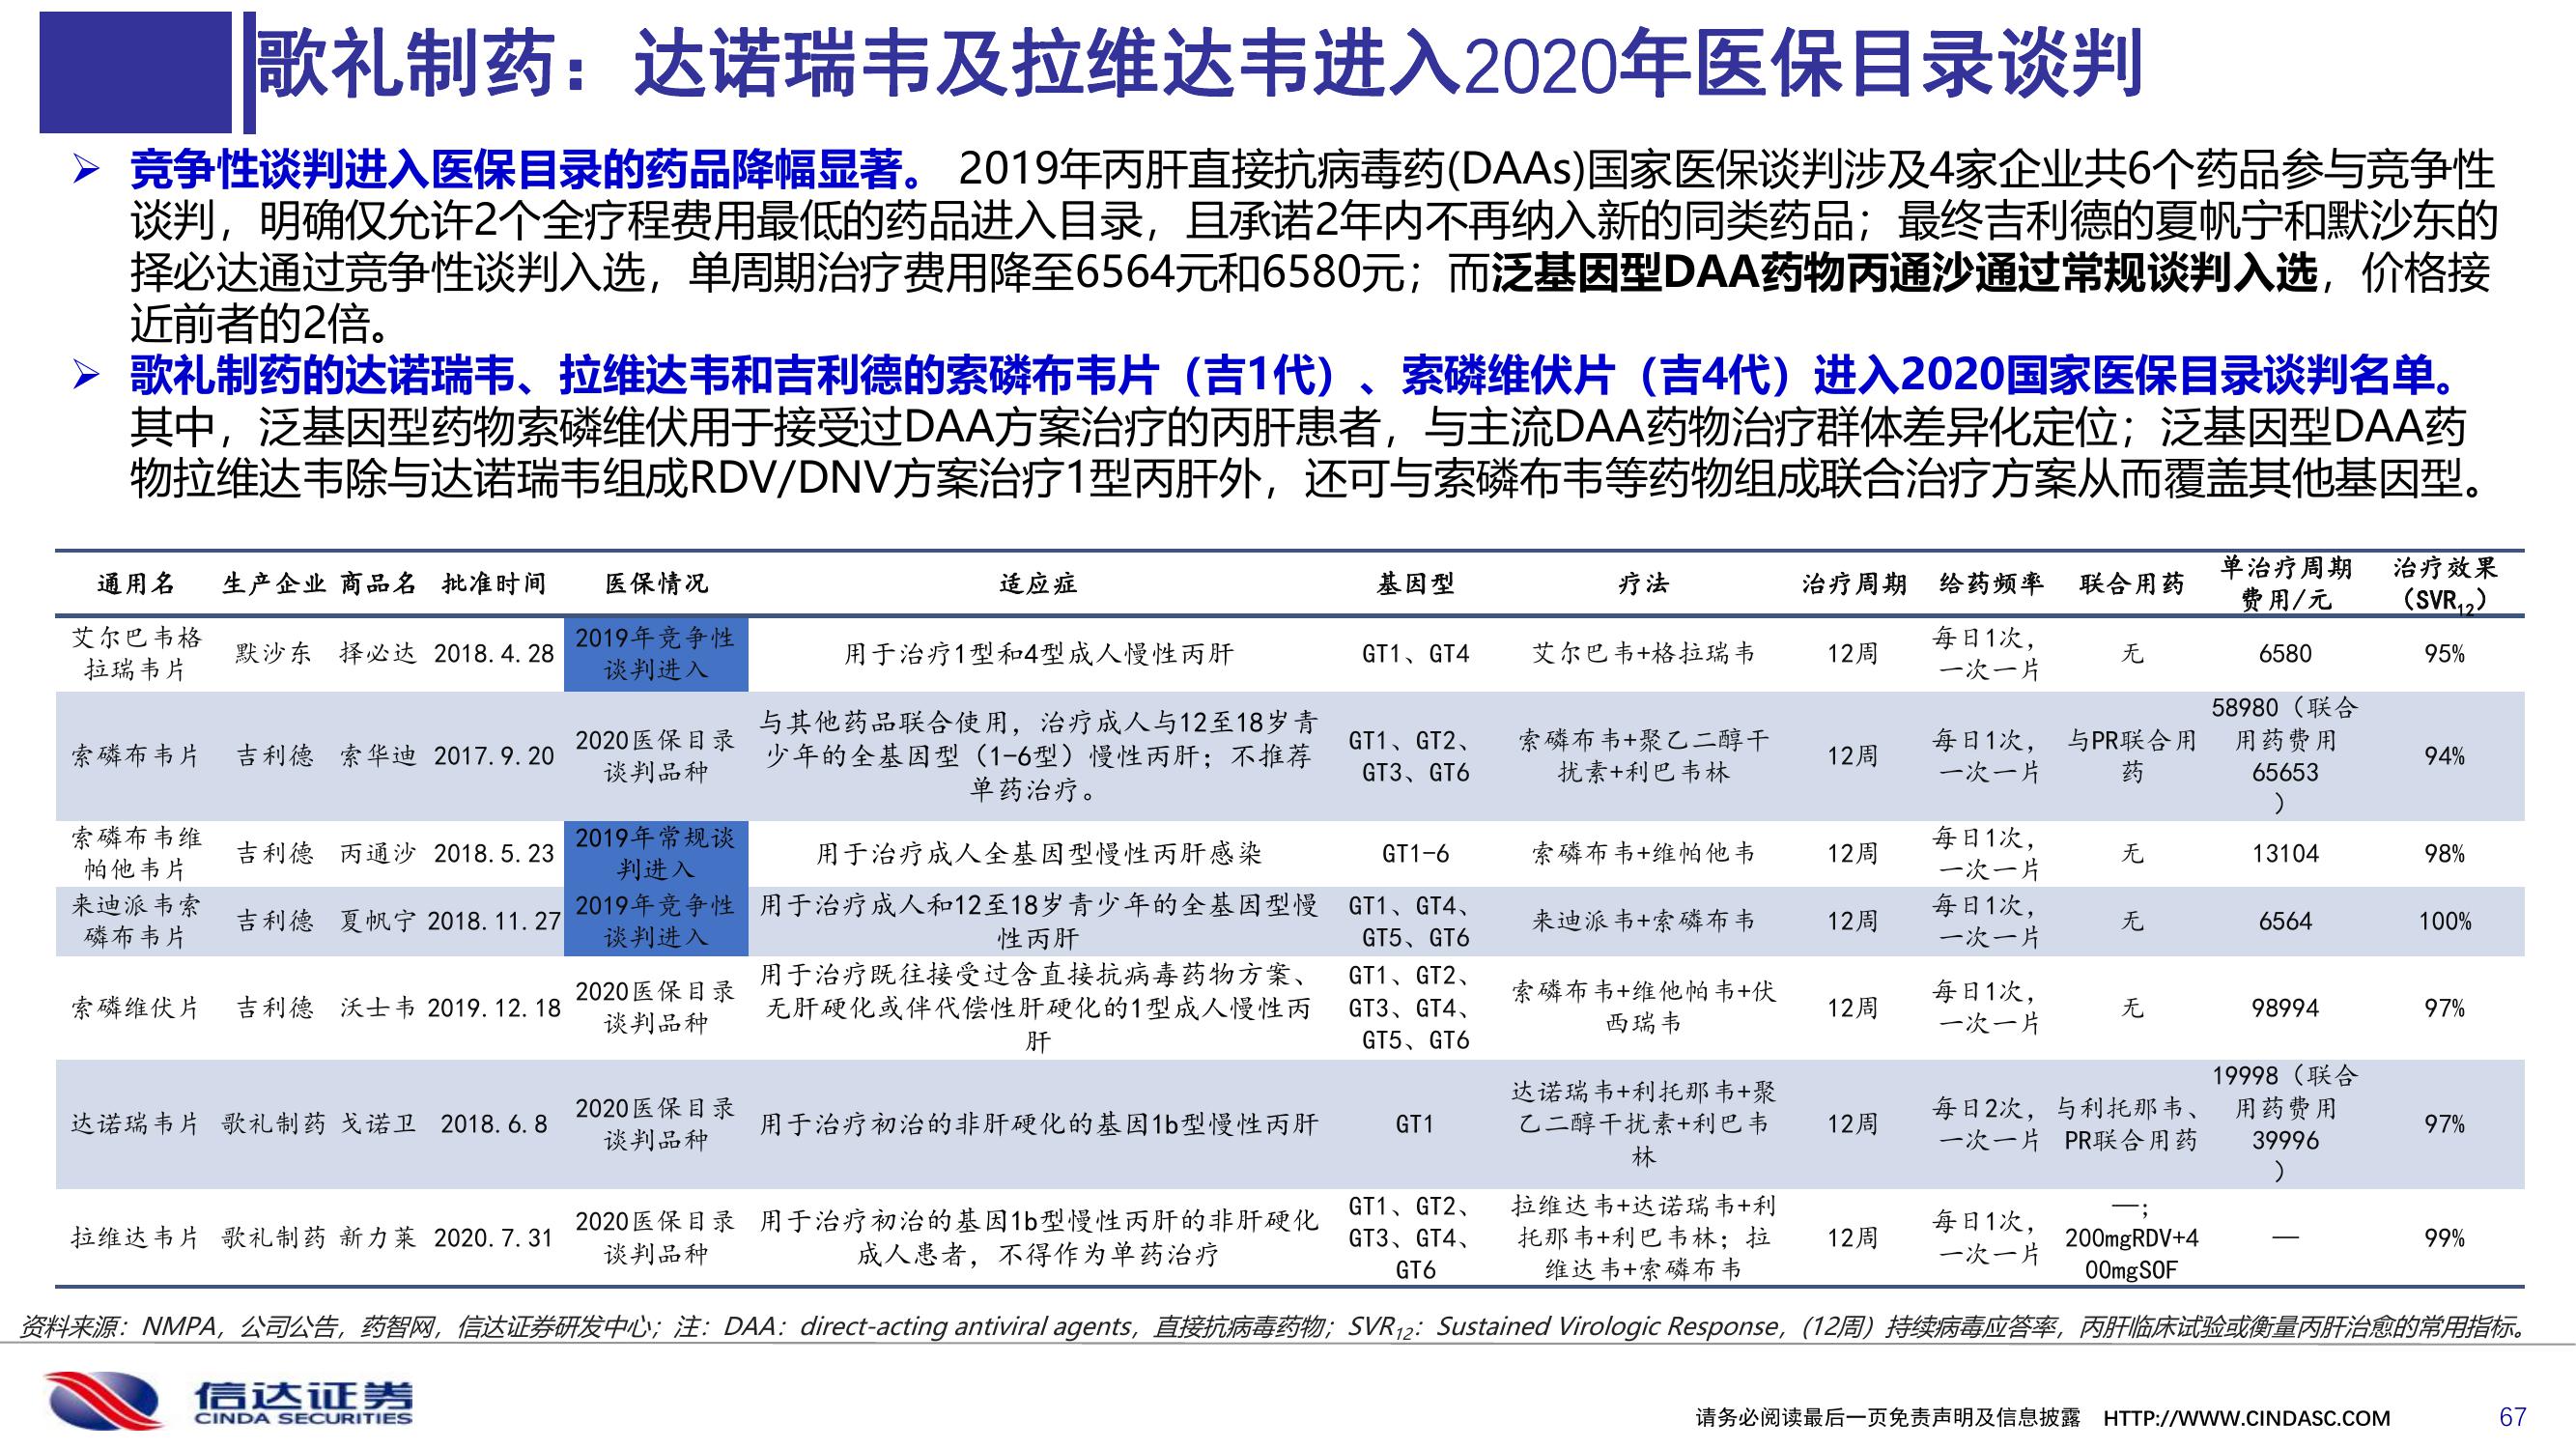 歌礼制药：达诺瑞韦及拉维达韦进入2020年医保目录谈判
竞争性谈判进入医保目录的药品降幅显著。 2019年丙肝直接抗病毒药(DAAs)国家医保谈判涉及4家企业共6个药品参与竞争性
谈判，明确仅允许2个全疗程费用最低的药品进入目录，且承诺2年内不再纳入新的同类药品；最终吉利德的夏帆宁和默沙东的
择必达通过竞争性谈判入选，单周期治疗费用降至6564元和6580元；而泛基因型DAA药物丙通沙通过常规谈判入选，价格接
近前者的2倍。
歌礼制药的达诺瑞韦、拉维达韦和吉利德的索磷布韦片（吉1代）、索磷维伏片（吉4代）进入2020国家医保目录谈判名单。
其中，泛基因型药物索磷维伏用于接受过DAA方案治疗的丙肝患者，与主流DAA药物治疗群体差异化定位；泛基因型DAA药
物拉维达韦除与达诺瑞韦组成RDV/DNV方案治疗1型丙肝外，还可与索磷布韦等药物组成联合治疗方案从而覆盖其他基因型。
通用名 生产企业 商品名 批准时间 医保情况 适应症 基因型 疗法 治疗周期 给药频率 联合用药 单治疗周期
费用/元 治疗效果
（SVR12）
艾尔巴韦格
拉瑞韦片 默沙东 择必达 2018.4.28 2019年竞争性
谈判进入 用于治疗1型和4型成人慢性丙肝 GT1、GT4 艾尔巴韦+格拉瑞韦 12周 每日1次，
一次一片 无 6580 95%
索磷布韦片 吉利德 索华迪 2017.9.20 2020医保目录
谈判品种 与其他药品联合使用，治疗成人与12至18岁青
少年的全基因型（1-6型）慢性丙肝；不推荐
单药治疗。 GT1、GT2、
GT3、GT6 索磷布韦+聚乙二醇干
扰素+利巴韦林 12周 每日1次，
一次一片 与PR联合用
药 58980（联合
用药费用
65653
） 94%
索磷布韦维
帕他韦片 吉利德 丙通沙 2018.5.23 2019年常规谈
判进入 用于治疗成人全基因型慢性丙肝感染 GT1-6 索磷布韦+维帕他韦 12周 每日1次，
一次一片 无 13104 98%
来迪派韦索
磷布韦片 吉利德 夏帆宁 2018.11.27 2019年竞争性
谈判进入 用于治疗成人和12至18岁青少年的全基因型慢
性丙肝 GT1、GT4、
GT5、GT6 来迪派韦+索磷布韦 12周 每日1次，
一次一片 无 6564 100%
索磷维伏片 吉利德 沃士韦 2019.12.18 2020医保目录
谈判品种 用于治疗既往接受过含直接抗病毒药物方案、
无肝硬化或伴代偿性肝硬化的1型成人慢性丙
肝 GT1、GT2、
GT3、GT4、
GT5、GT6 索磷布韦+维他帕韦+伏
西瑞韦 12周 每日1次，
一次一片 无 98994 97%
达诺瑞韦片 歌礼制药 戈诺卫 2018.6.8 2020医保目录
谈判品种 用于治疗初治的非肝硬化的基因1b型慢性丙肝 GT1 达诺瑞韦+利托那韦+聚
乙二醇干扰素+利巴韦
林 12周 每日2次，
一次一片 与利托那韦、
PR联合用药 19998（联合
用药费用
39996
） 97%
拉维达韦片 歌礼制药 新力莱 2020.7.31 2020医保目录
谈判品种 用于治疗初治的基因1b型慢性丙肝的非肝硬化
成人患者，不得作为单药治疗 GT1、GT2、
GT3、GT4、
GT6 拉维达韦+达诺瑞韦+利
托那韦+利巴韦林；拉
维达韦+索磷布韦 12周 每日1次，
一次一片 —；
200mgRDV+4
00mgSOF — 99%
资料来源：NMPA，公司公告，药智网，信达证券研发中心；注：DAA：direct-acting antiviral agents，直接抗病毒药物；SVR12：Sustained Virologic Response，(12周）持续病毒应答率，丙肝临床试验或衡量丙肝治愈的常用指标。
信达证券
CINDA SECURITIES
请务必阅读最后一页免责声明及信息披露 HTTP://WWW.CINDASC.COM 67